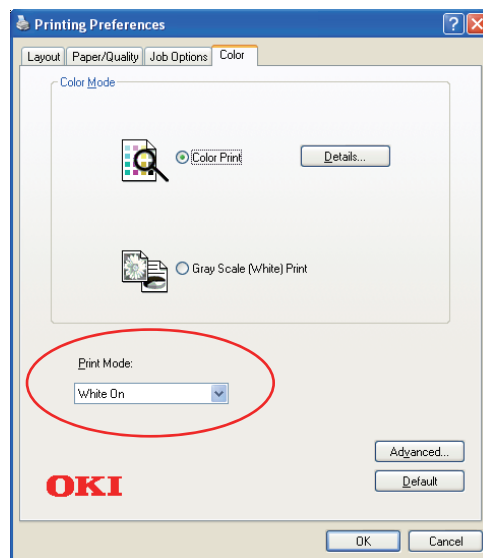 Printing Preferences
Layout Paper/Quality Job Options Color
Color Mode
Color Print Details...
Gray Scale (White) Print
Print Mode:
White On
Advanced...
OKI Default
OK Cancel